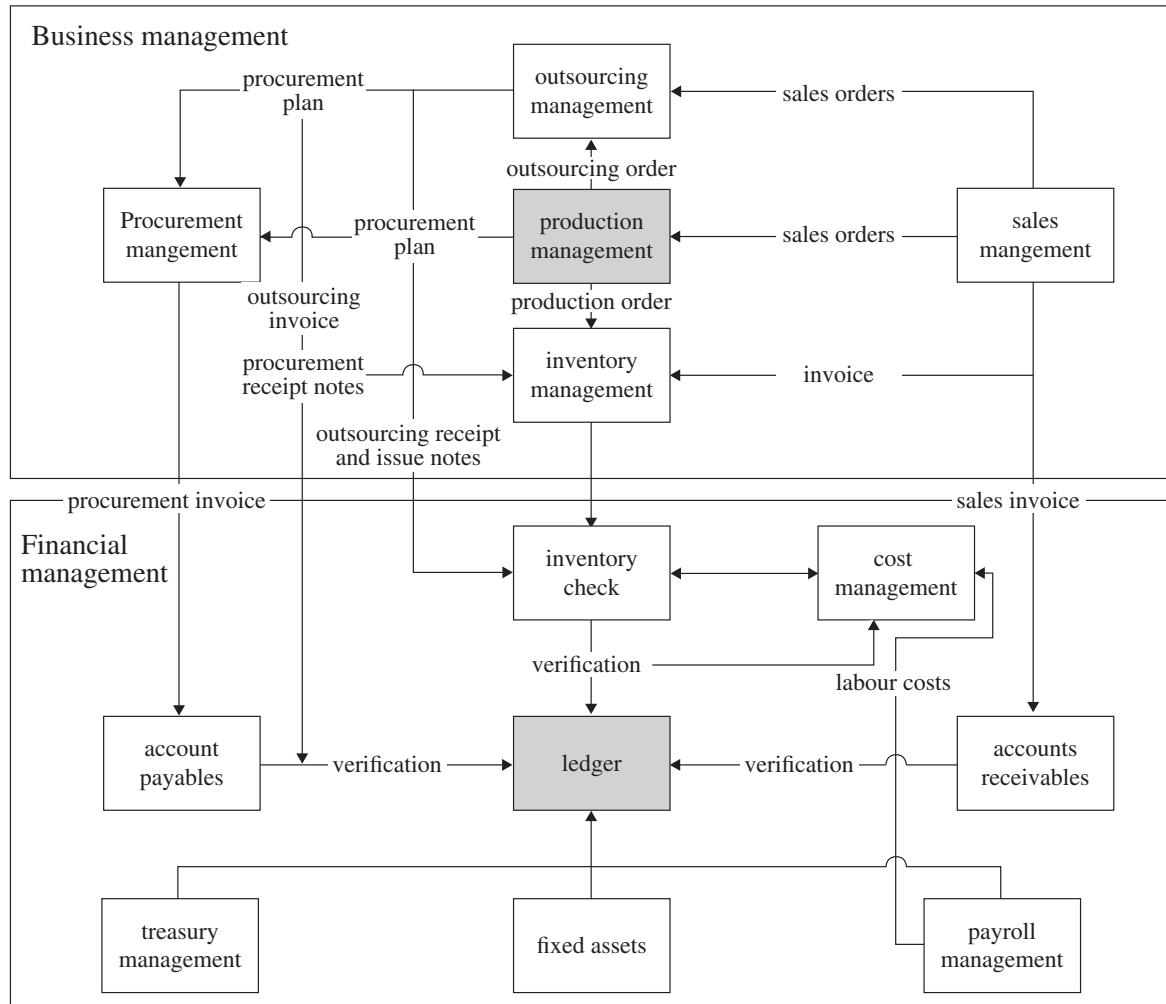 Business management
outsourcing
management
procurement
plan
sales orders
outsourcing order
Procurement
mangement
procurement
plan
production
management
sales orders
sales
mangement
production order
outsourcing
invoice
procurement
receipt notes
inventory
management
invoice
outsourcing receipt
and issue notes
procurement invoice
sales invoice
Financial
management
inventory
check
cost
management
verification
labour costs
account
payables
verification
ledger
verification
accounts
receivables
treasury
management
fixed assets
payroll
management